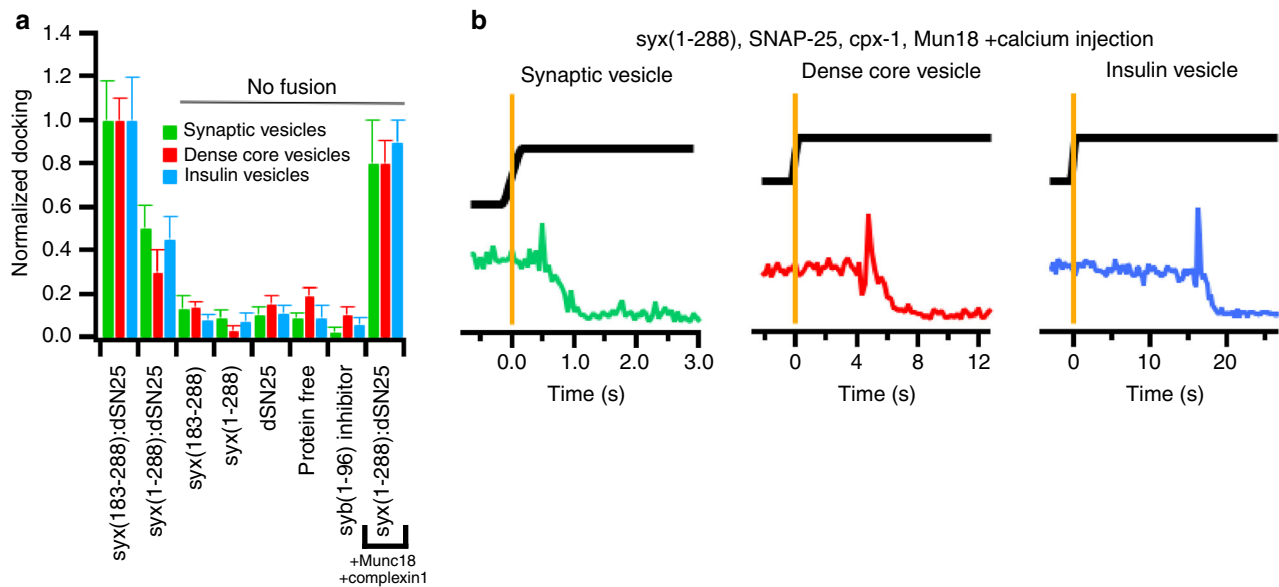 a
1.4
1.2
1.0
0.8
0.6
0.4
0.2
0.0
Normalized docking
No fusion
Synaptic vesicles
Dense core vesicles
Insulin vesicles
syx(183-288):dSN25
syx(1-288):dSN25
syx(183-288)
syx(1-288)
dSN25
Protein free
syb(1-96) inhibitor
syx(1-288):dSN25
+Munc18
+complexin1
b
syx(1-288), SNAP-25, cpx-1, Mun18 +calcium injection
Synaptic vesicle
0.0 1.0 2.0 3.0
Time (s)
Dense core vesicle
0 4 8 12
Time (s)
Insulin vesicle
0 10 20
Time (s)